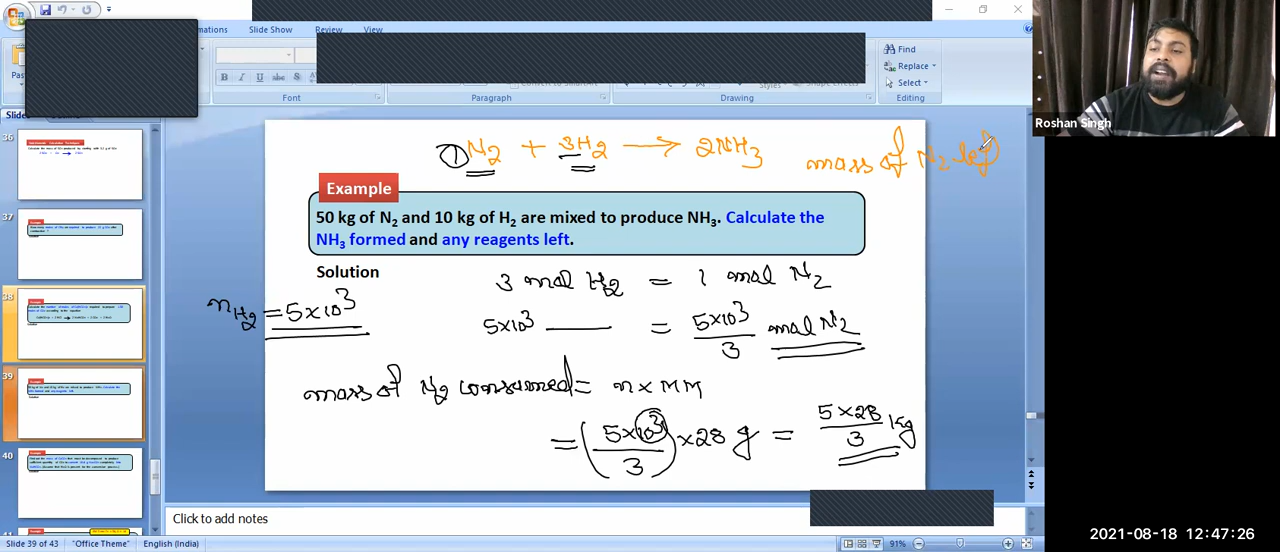 mations Slide Show Review View
Pas
B I U abc S
Find
Replace
Select
Font Paragraph Drawing Editing
Roshan Singh
36
37
38
39
40
①N2 + 3H2 → 2NH3
mass of N2 lef
Example
50 kg of N2 and 10 kg of H2 are mixed to produce NH3. Calculate the
NH3 formed and any reagents left.
Solution
3 mol H2 = 1 mol N2
nH2 = 5×10³
5×10³ —— = 5×10³/3 mol N2
mass of N2 consumed = n × MM
= (5×10³/3) ×28 g = 5×28/3 Kg
Click to add notes
Slide 39 of 43 "Office Theme" English (India) 91%
2021-08-18 12:47:26